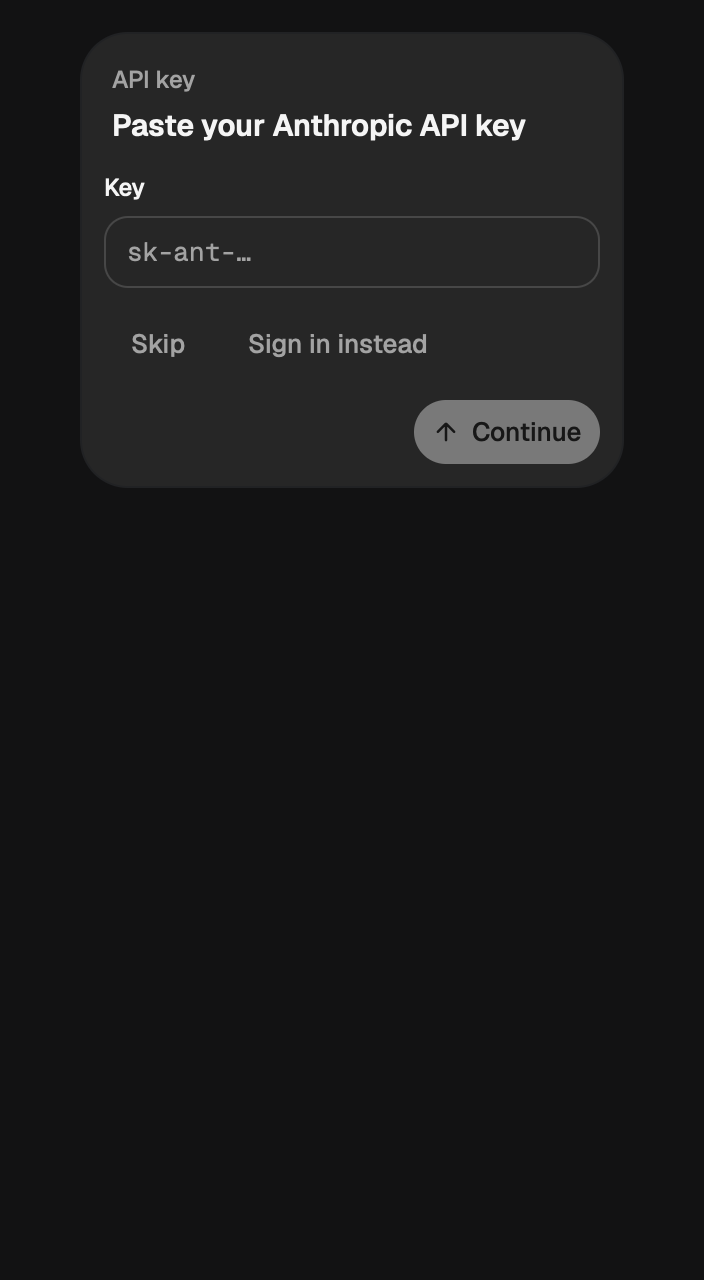 API key
Paste your Anthropic API key
Key
sk-ant-…
Skip
Sign in instead
Continue